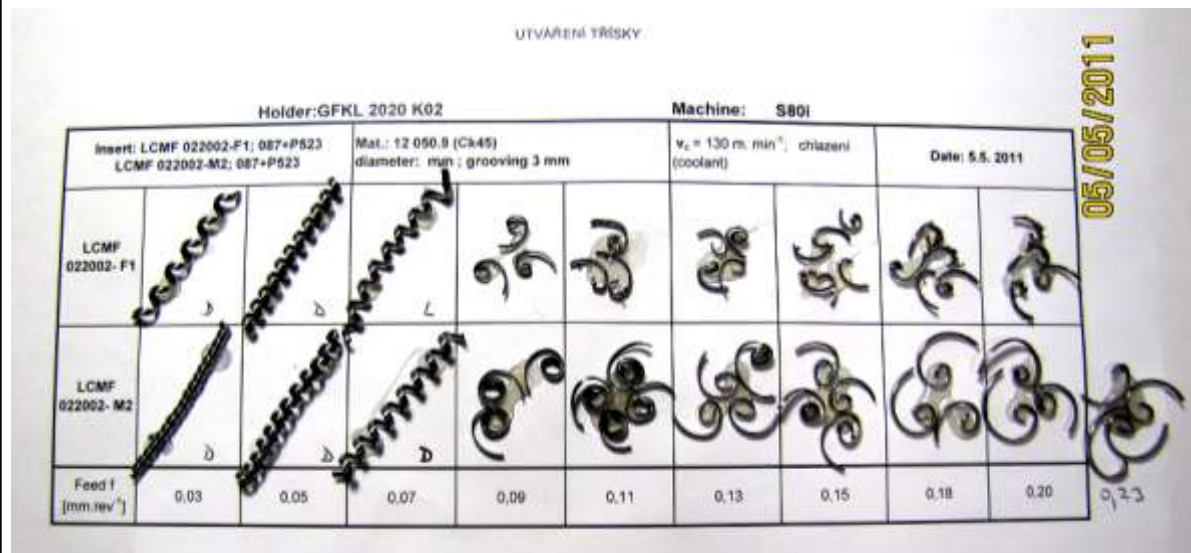 UTVÁŘENÍ TŘÍSKY
05/05/2011
Holder:GFKL 2020 K02
Machine: S80i
Insert: LCMF 022002-F1; 087+P523
LCMF 022002-M2; 087+P523
Mat.: 12 050.9 (Ck45)
diameter: mm ; grooving 3 mm
vc = 130 m. min⁻¹; chlazení
(coolant)
Date: 5.5. 2011
LCMF
022002- F1
D
D
L
LCMF
022002- M2
D
D
D
Feed f
[mm.rev⁻¹]
0,03
0,05
0,07
0,09
0,11
0,13
0,15
0,18
0,20
0,23